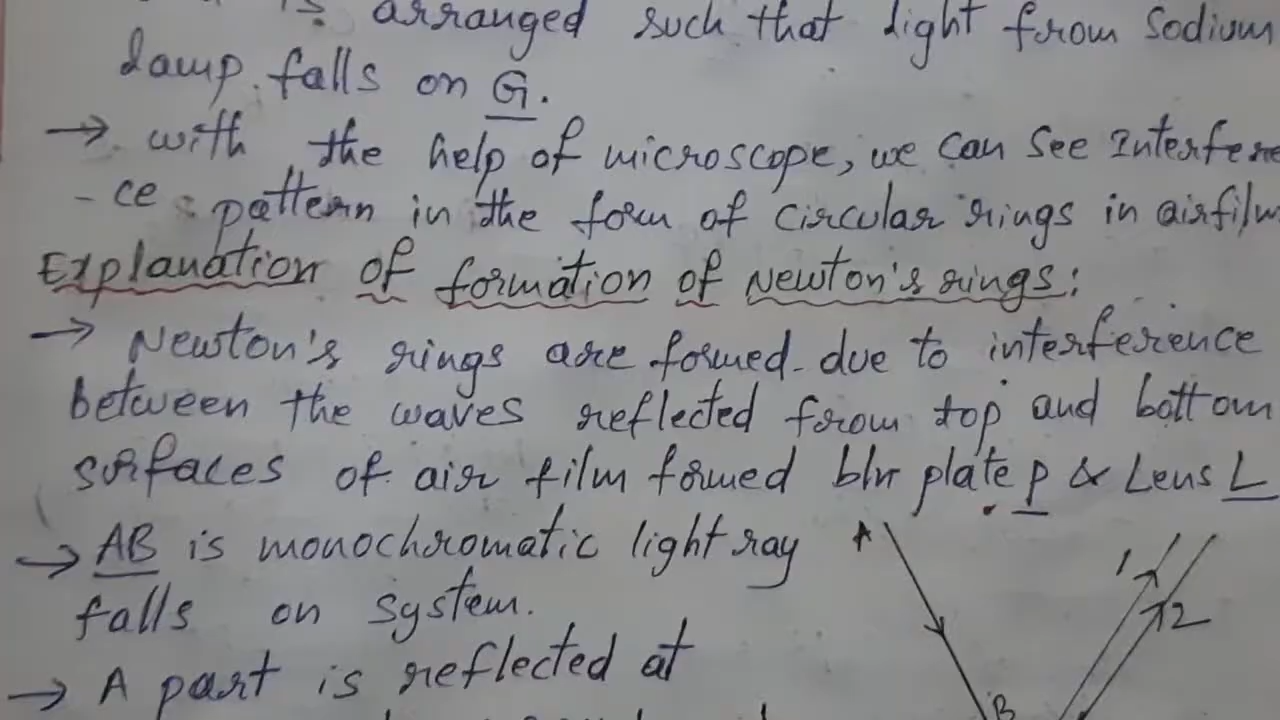 is arranged such that light from Sodium
lamp falls on G.
→ with the help of microscope, we can see Interfere
-ce pattern in the form of circular rings in airfilm
Explanation of formation of Newton's rings:
→ Newton's rings are formed due to interference
between the waves reflected from top and bottom
surfaces of air film formed b/w plate P & Lens L
→ AB is monochromatic light ray
falls on system.
→ A part is reflected at
A
1
2
B